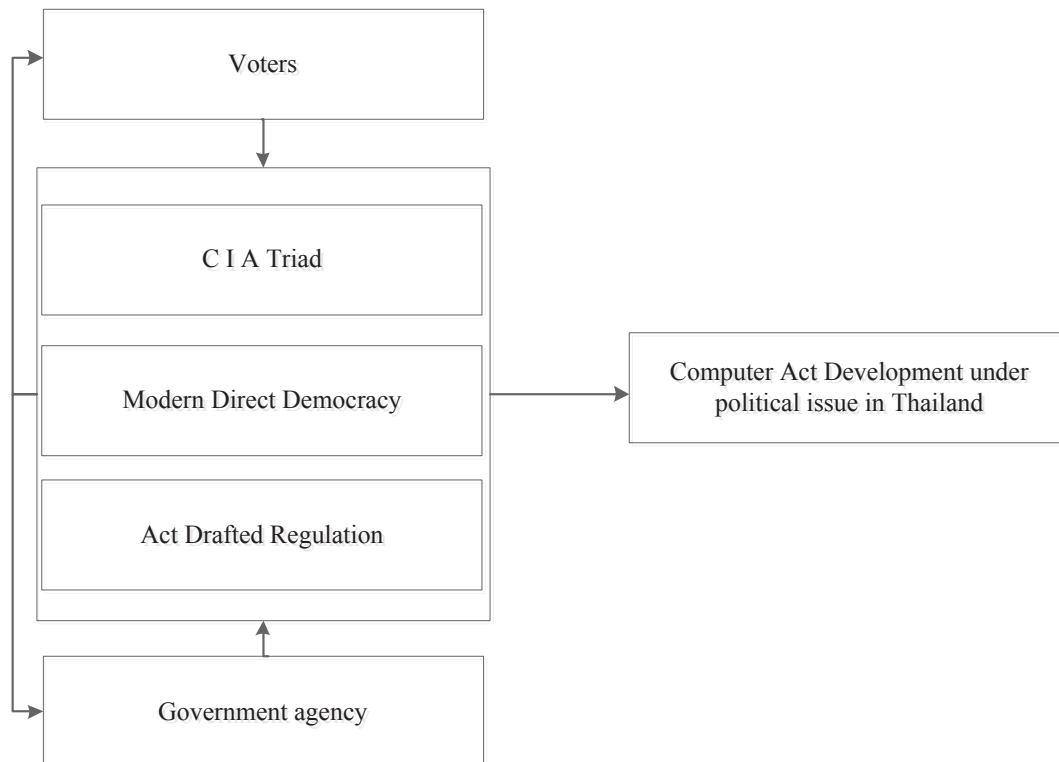 Voters
C I A Triad
Modern Direct Democracy
Act Drafted Regulation
Government agency
Computer Act Development under
political issue in Thailand